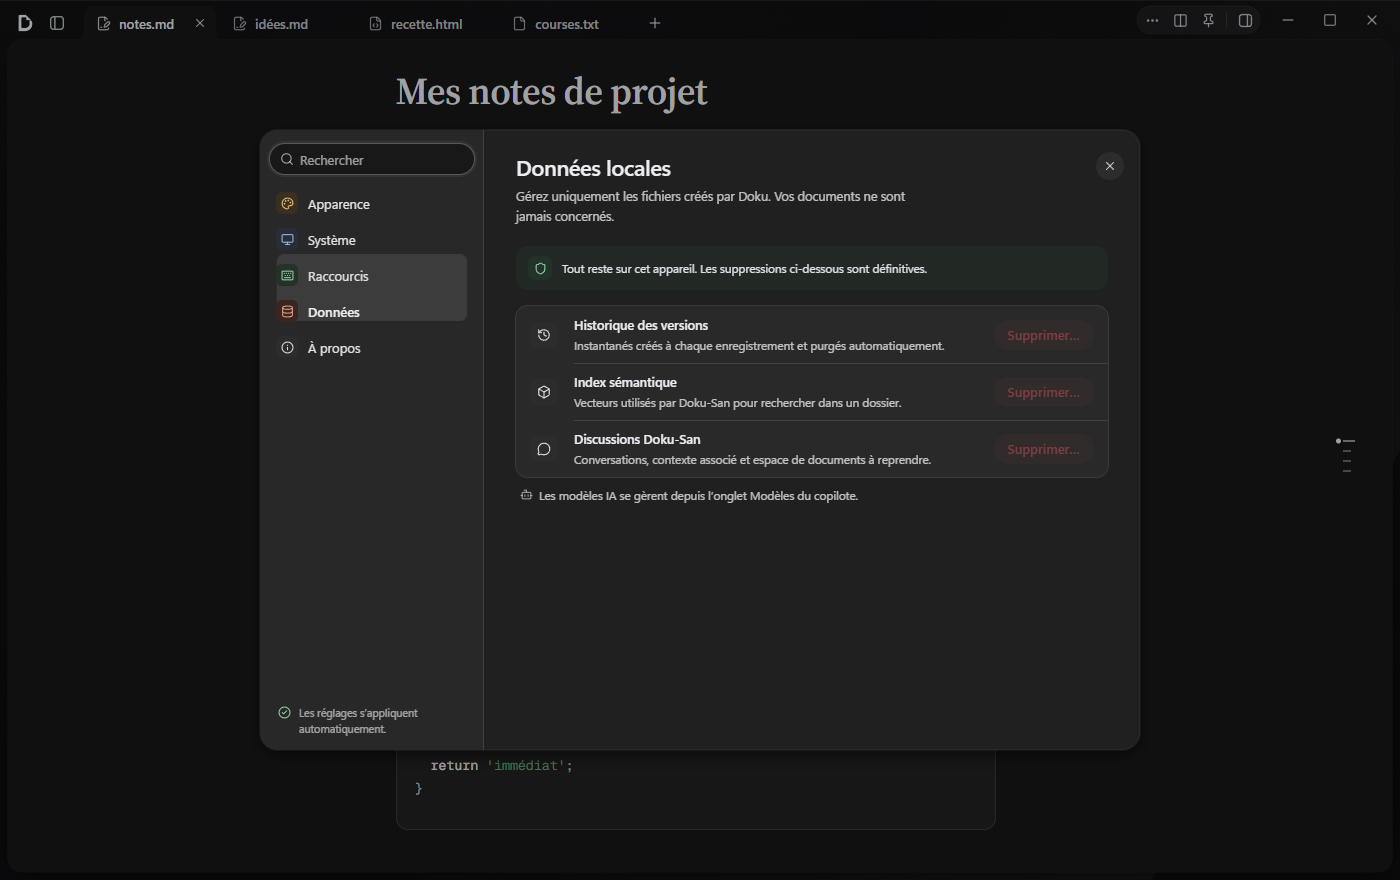 notes.md
idées.md
recette.html
courses.txt
Mes notes de projet
Rechercher
Apparence
Système
Raccourcis
Données
À propos
Les réglages s'appliquent
automatiquement.
Données locales
Gérez uniquement les fichiers créés par Doku. Vos documents ne sont
jamais concernés.
Tout reste sur cet appareil. Les suppressions ci-dessous sont définitives.
Historique des versions
Instantanés créés à chaque enregistrement et purgés automatiquement.
Supprimer...
Index sémantique
Vecteurs utilisés par Doku-San pour rechercher dans un dossier.
Supprimer...
Discussions Doku-San
Conversations, contexte associé et espace de documents à reprendre.
Supprimer...
Les modèles IA se gèrent depuis l'onglet Modèles du copilote.
return 'immédiat';
}